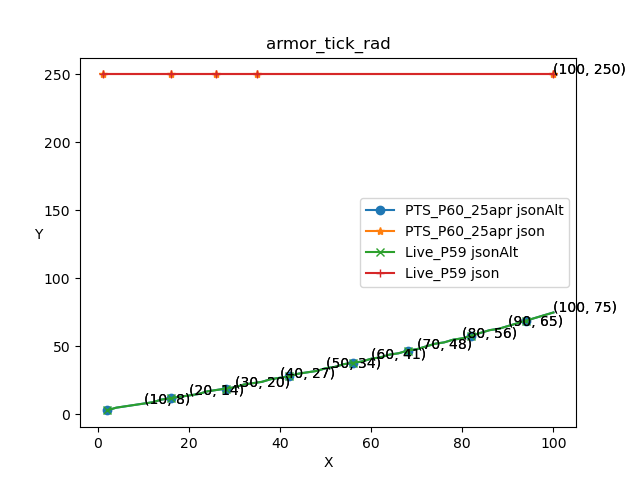 armor_tick_rad
250
200
150
100
50
0
Y
(100, 250)
PTS_P60_25apr jsonAlt
PTS_P60_25apr json
Live_P59 jsonAlt
Live_P59 json
(100, 75)
(90, 65)
(80, 56)
(70, 48)
(60, 41)
(50, 34)
(40, 27)
(30, 20)
(20, 14)
(10, 8)
0 20 40 60 80 100
X